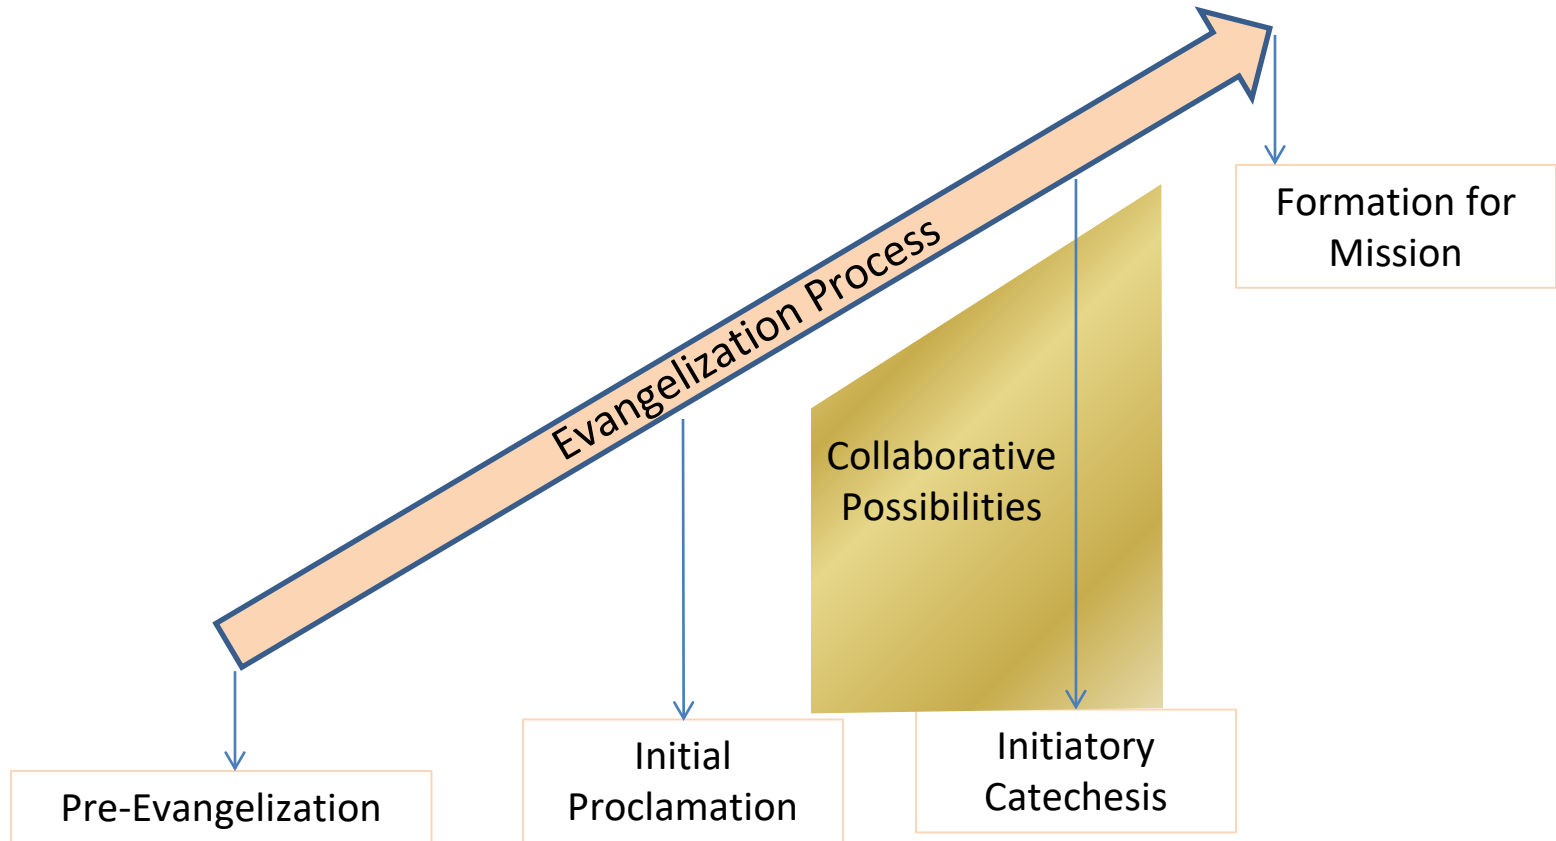 Evangelization Process
Formation for
Mission
Collaborative
Possibilities
Pre-Evangelization
Initial
Proclamation
Initiatory
Catechesis